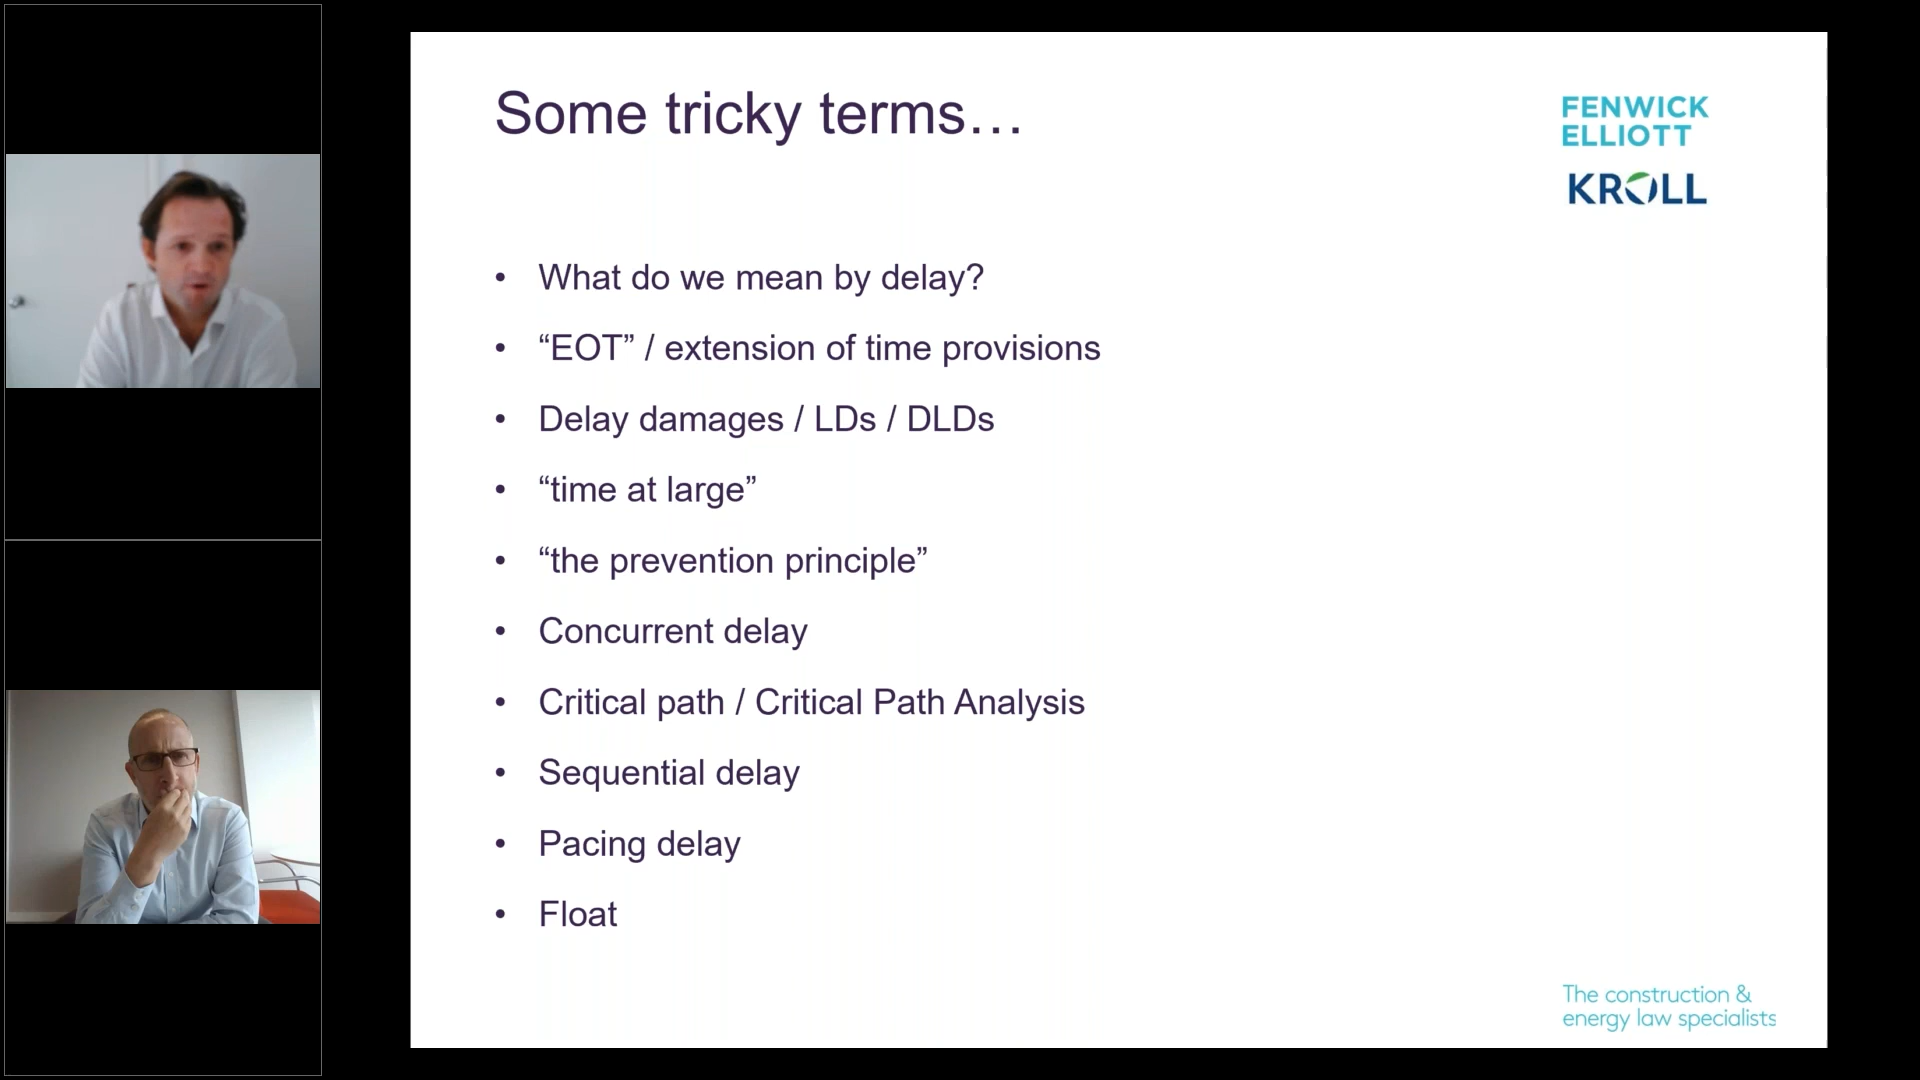 Some tricky terms…
FENWICK
ELLIOTT
KROLL
• What do we mean by delay?
• “EOT” / extension of time provisions
• Delay damages / LDs / DLDs
• “time at large”
• “the prevention principle”
• Concurrent delay
• Critical path / Critical Path Analysis
• Sequential delay
• Pacing delay
• Float
The construction &
energy law specialists